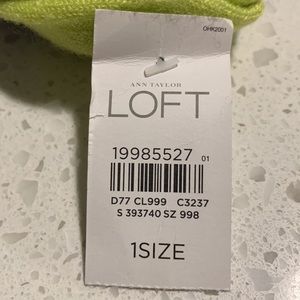 OHK2001
ANN TAYLOR
LOFT
19985527 01
D77 CL999 C3237
S 393740 SZ 998
1SIZE